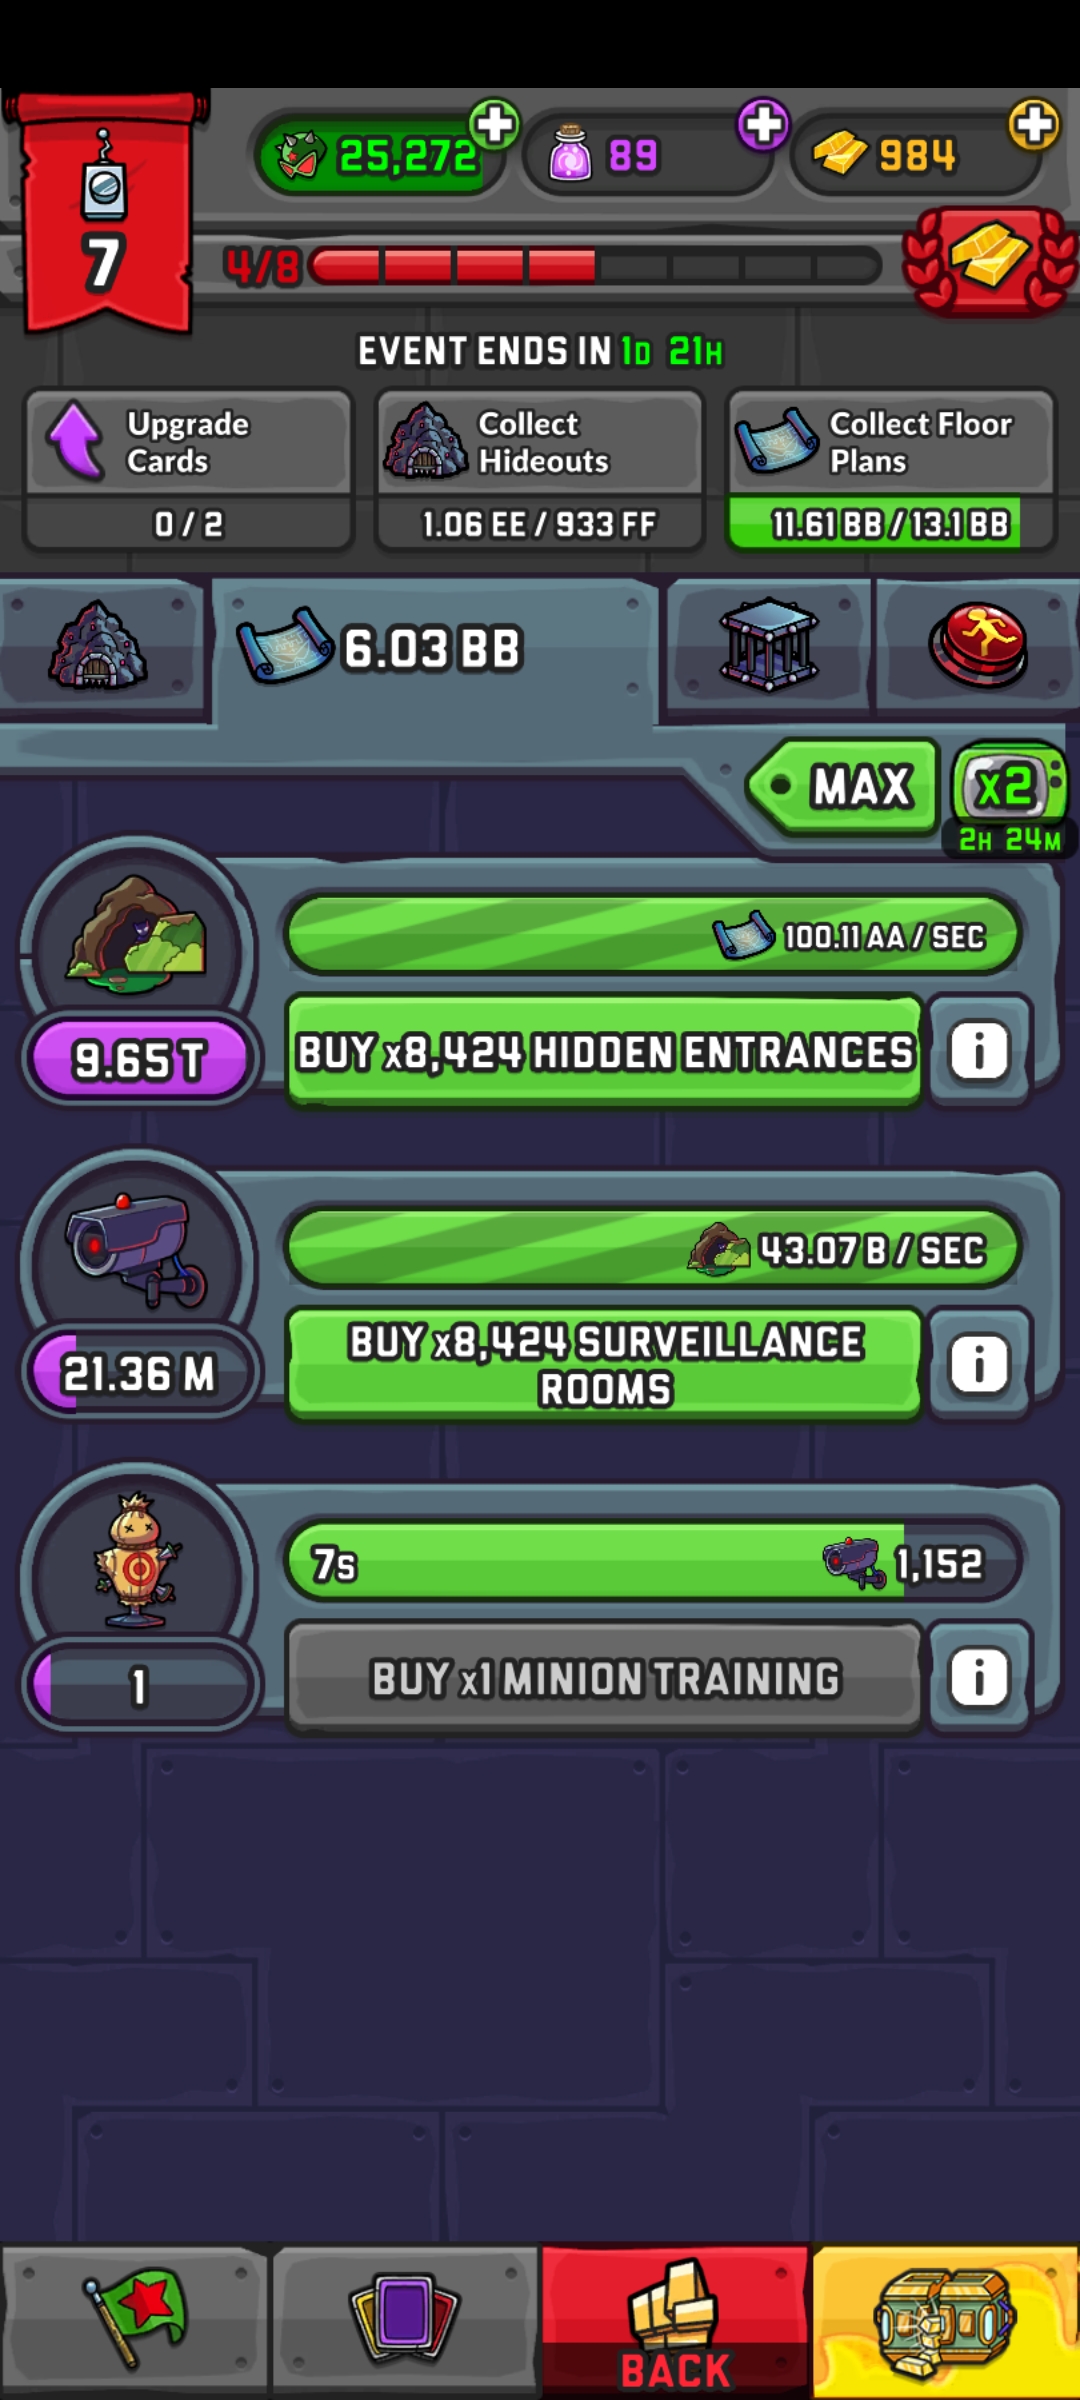 25,272
89
984
7
4/8
EVENT ENDS IN 1D 21H
Upgrade
Cards
0 / 2
Collect
Hideouts
1.06 EE / 933 FF
Collect Floor
Plans
11.61 BB / 13.1 BB
6.03 BB
MAX
x2
2H 24M
100.11 AA / SEC
9.65 T
BUY x8,424 HIDDEN ENTRANCES
i
43.07 B / SEC
21.36 M
BUY x8,424 SURVEILLANCE
ROOMS
i
7s
1,152
1
BUY x1 MINION TRAINING
i
BACK